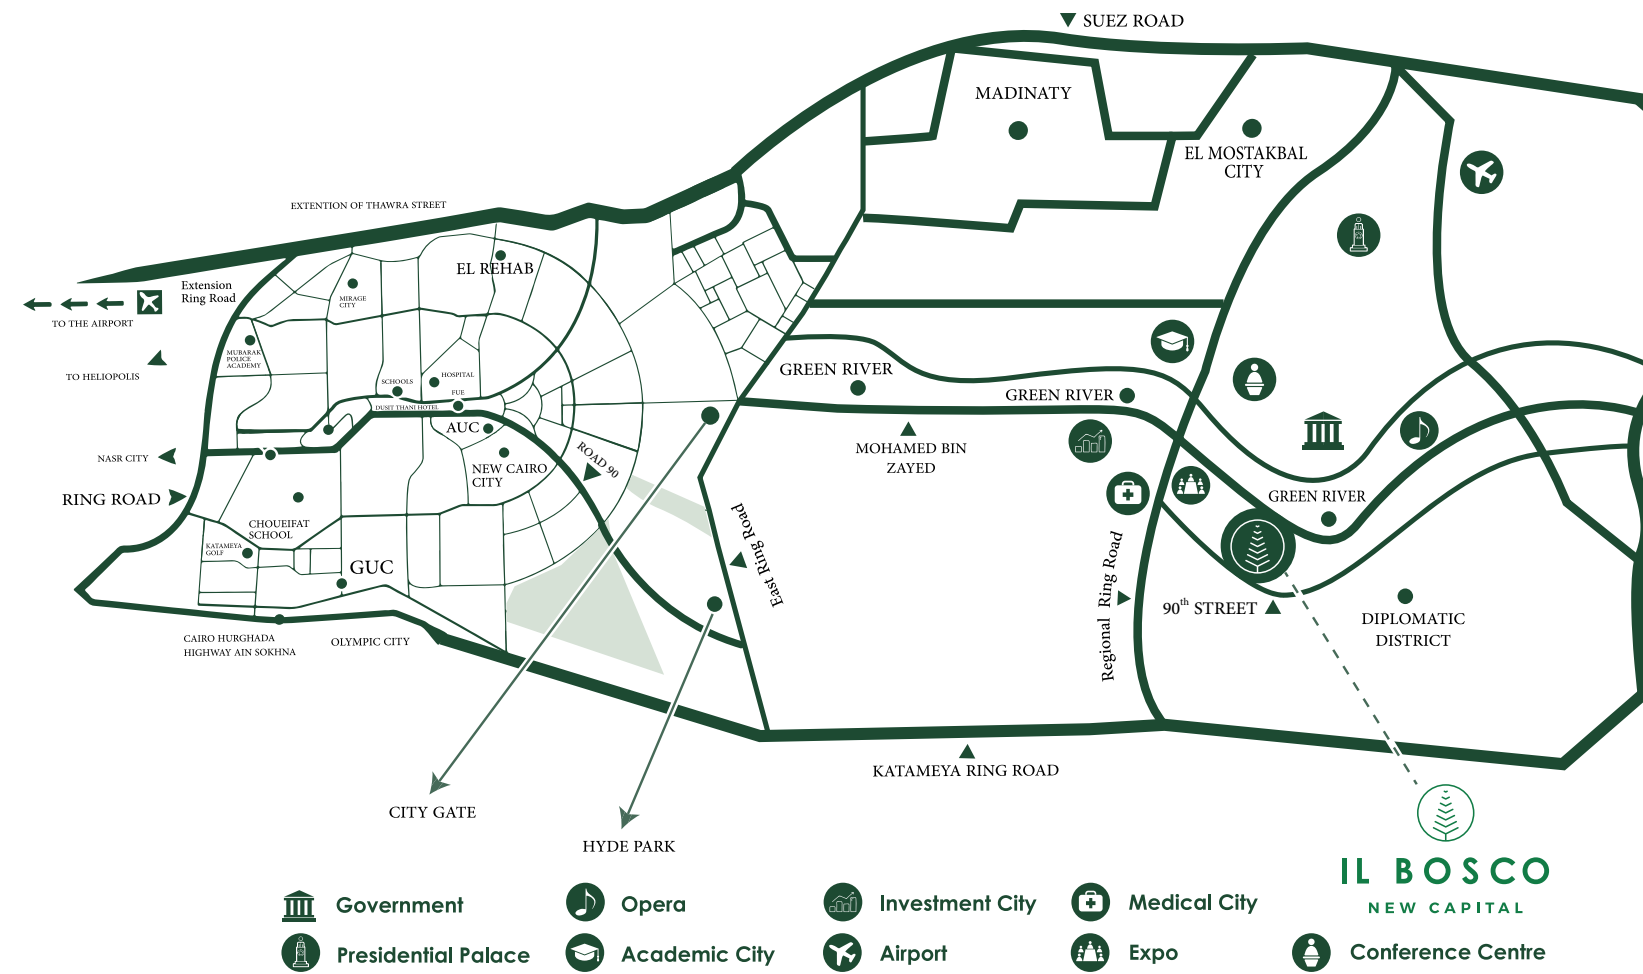 SUEZ ROAD
MADINATY
EL MOSTAKBAL
CITY
EXTENTION OF THAWRA STREET
EL REHAB
Extension
Ring Road
MIRAGE
CITY
TO THE AIRPORT
MUBARAK
POLICE
ACADEMY
TO HELIOPOLIS
SCHOOLS
HOSPITAL
FUE
DUSIT THANI HOTEL
GREEN RIVER
GREEN RIVER
AUC
MOHAMED BIN
ZAYED
NASR CITY
NEW CAIRO
CITY
ROAD 90
RING ROAD
GREEN RIVER
CHOUEIFAT
SCHOOL
KATAMEYA
GOLF
East Ring Road
Regional Ring Road
GUC
90th STREET
DIPLOMATIC
DISTRICT
CAIRO HURGHADA
HIGHWAY AIN SOKHNA
OLYMPIC CITY
KATAMEYA RING ROAD
CITY GATE
HYDE PARK
IL BOSCO
NEW CAPITAL
Government
Opera
Investment City
Medical City
Presidential Palace
Academic City
Airport
Expo
Conference Centre